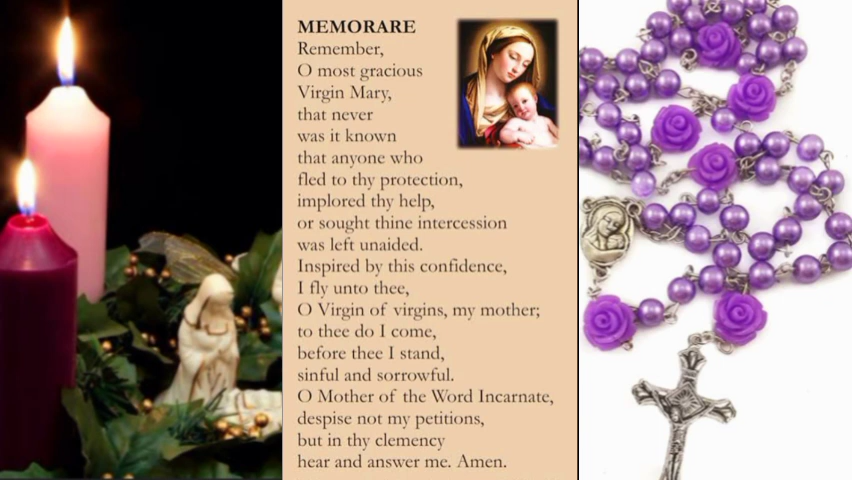 MEMORARE
Remember,
O most gracious
Virgin Mary,
that never
was it known
that anyone who
fled to thy protection,
implored thy help,
or sought thine intercession
was left unaided.
Inspired by this confidence,
I fly unto thee,
O Virgin of virgins, my mother;
to thee do I come,
before thee I stand,
sinful and sorrowful.
O Mother of the Word Incarnate,
despise not my petitions,
but in thy clemency
hear and answer me. Amen.